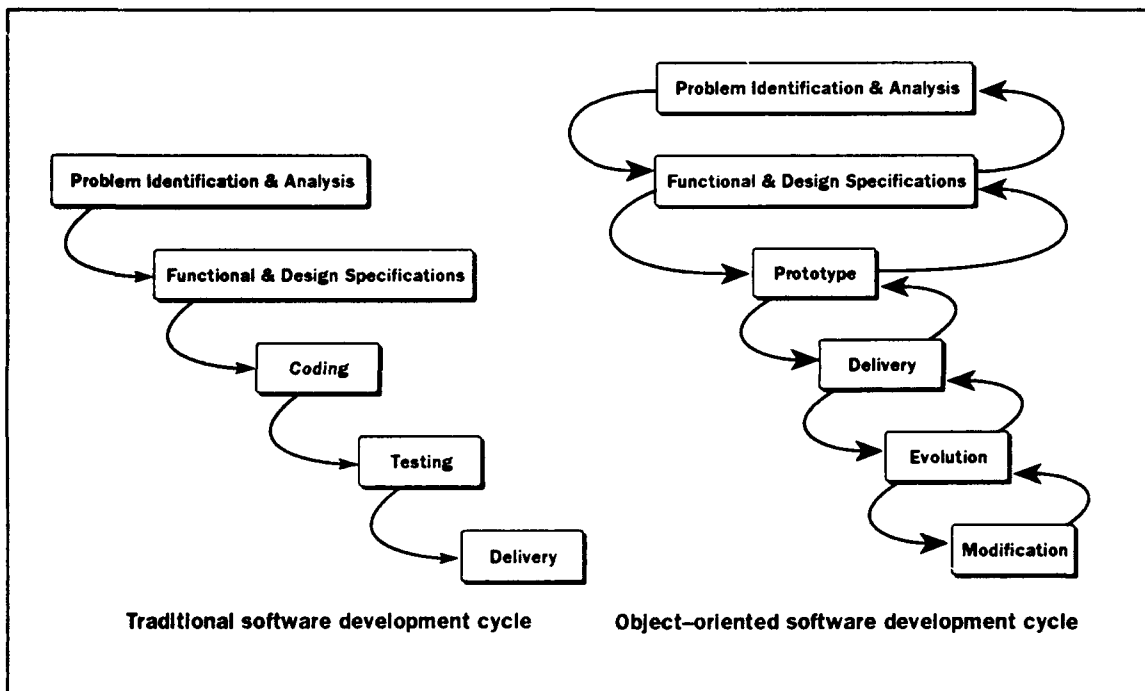 Problem Identification & Analysis
Functional & Design Specifications
Coding
Testing
Delivery
Traditional software development cycle
Problem Identification & Analysis
Functional & Design Specifications
Prototype
Delivery
Evolution
Modification
Object–oriented software development cycle